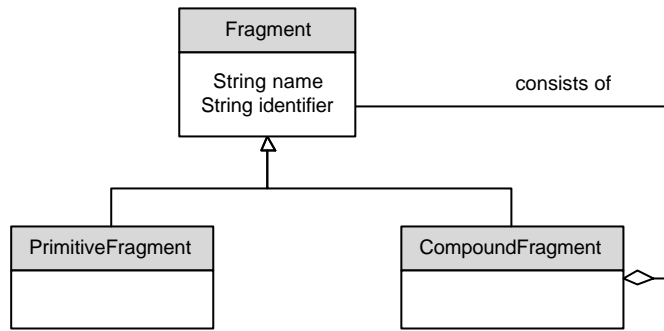 Fragment
String name
String identifier
consists of
PrimitiveFragment
CompoundFragment